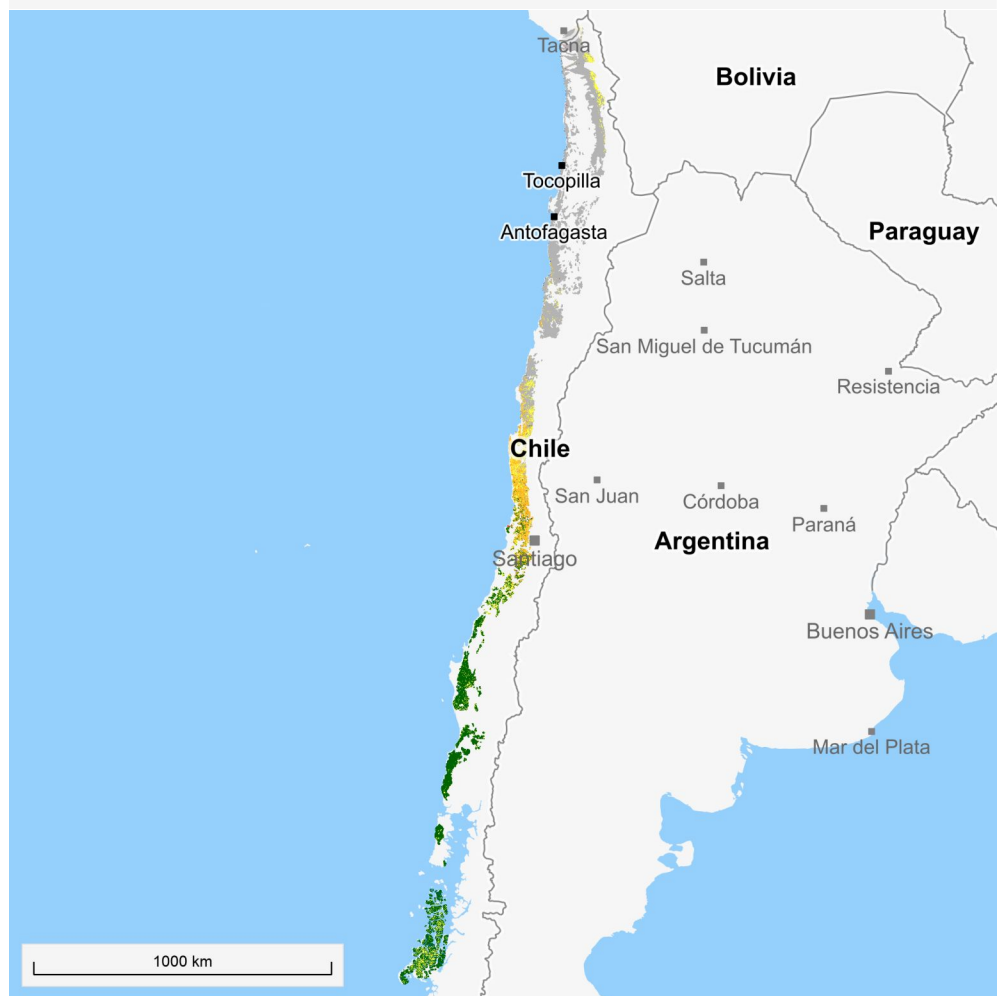 Tacna
Bolivia
Tocopilla
Antofagasta
Paraguay
Salta
San Miguel de Tucumán
Resistencia
Chile
San Juan
Córdoba
Paraná
Santiago
Argentina
Buenos Aires
Mar del Plata
1000 km